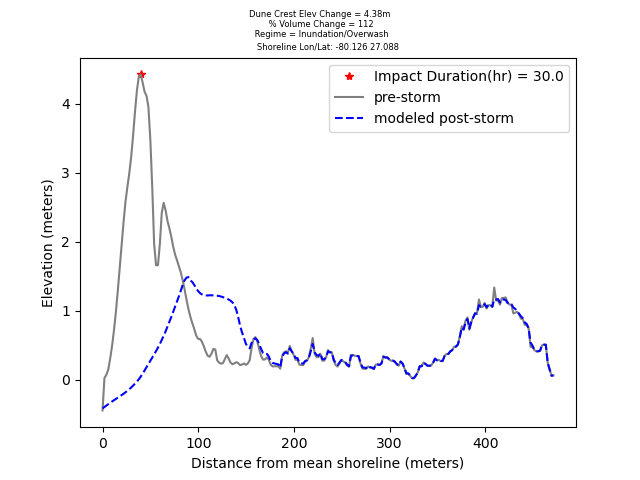 Dune Crest Elev Change = 4.38m
% Volume Change = 112
Regime = Inundation/Overwash
Shoreline Lon/Lat: -80.126 27.088
Impact Duration(hr) = 30.0
pre-storm
modeled post-storm
Elevation (meters)
4
3
2
1
0
0 100 200 300 400
Distance from mean shoreline (meters)